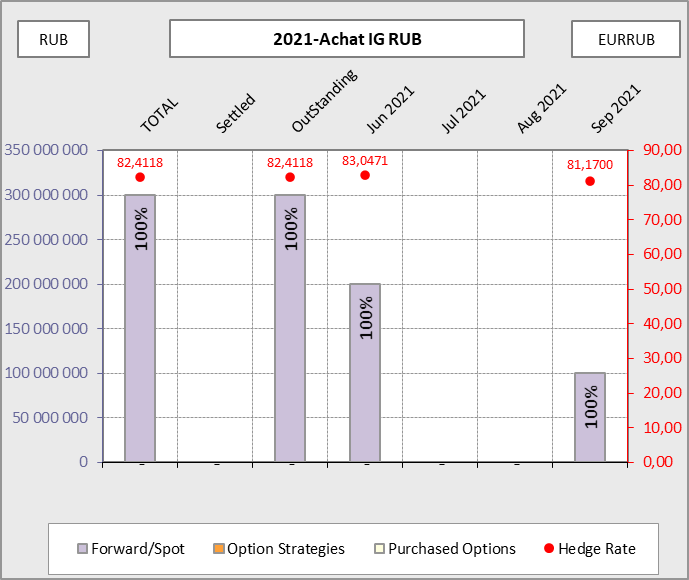 RUB
2021-Achat IG RUB
EURRUB
TOTAL
Settled
OutStanding
Jun 2021
Jul 2021
Aug 2021
Sep 2021
350 000 000
300 000 000
250 000 000
200 000 000
150 000 000
100 000 000
50 000 000
0
82,4118
82,4118
83,0471
81,1700
100%
100%
100%
100%
90,00
80,00
70,00
60,00
50,00
40,00
30,00
20,00
10,00
0,00
Forward/Spot
Option Strategies
Purchased Options
Hedge Rate